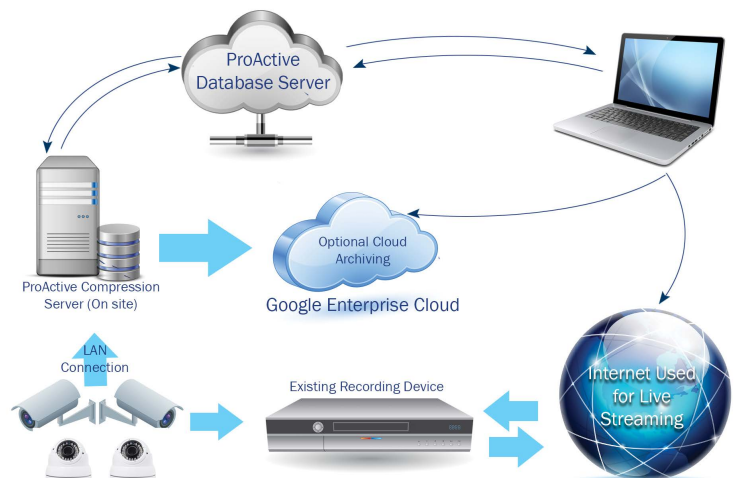 ProActive
Database Server
Optional Cloud
Archiving
ProActive Compression
Server (On site)
Google Enterprise Cloud
LAN
Connection
Existing Recording Device
Internet Used
for Live
Streaming